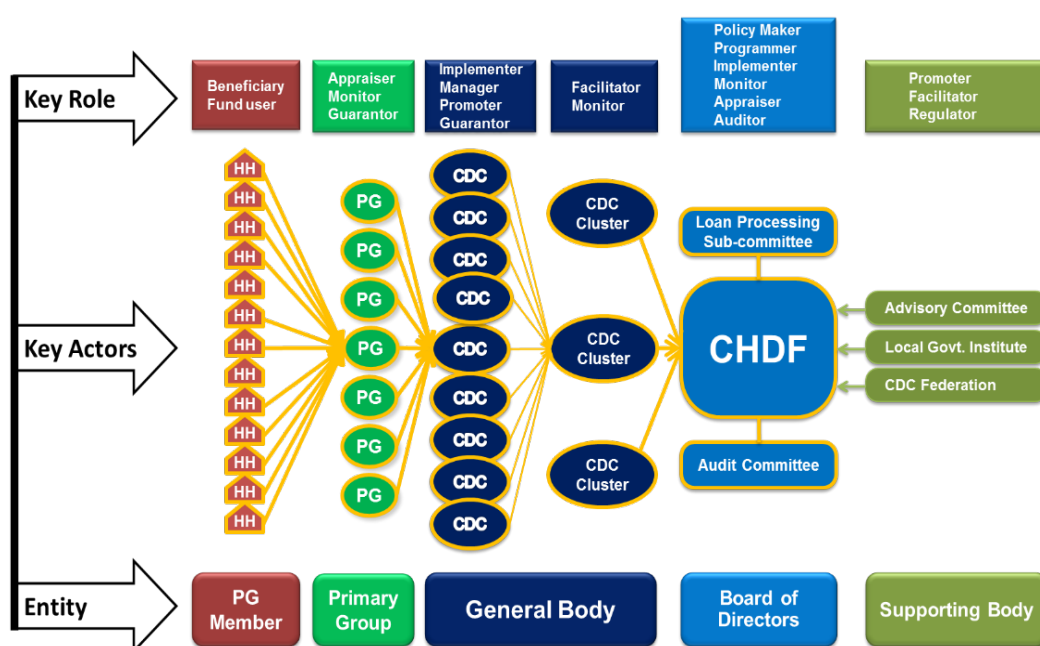 Key Role
Beneficiary
Fund user
Appraiser
Monitor
Guarantor
Implementer
Manager
Promoter
Guarantor
Facilitator
Monitor
Policy Maker
Programmer
Implementer
Monitor
Appraiser
Auditor
Promoter
Facilitator
Regulator
Key Actors
HH
HH
HH
HH
HH
HH
HH
HH
HH
HH
HH
HH
HH
PG
PG
PG
PG
PG
PG
PG
CDC
CDC
CDC
CDC
CDC
CDC
CDC
CDC
CDC
CDC
Cluster
CDC
Cluster
CDC
Cluster
Loan Processing
Sub-committee
CHDF
Audit Committee
Advisory Committee
Local Govt. Institute
CDC Federation
Entity
PG
Member
Primary
Group
General Body
Board of
Directors
Supporting Body